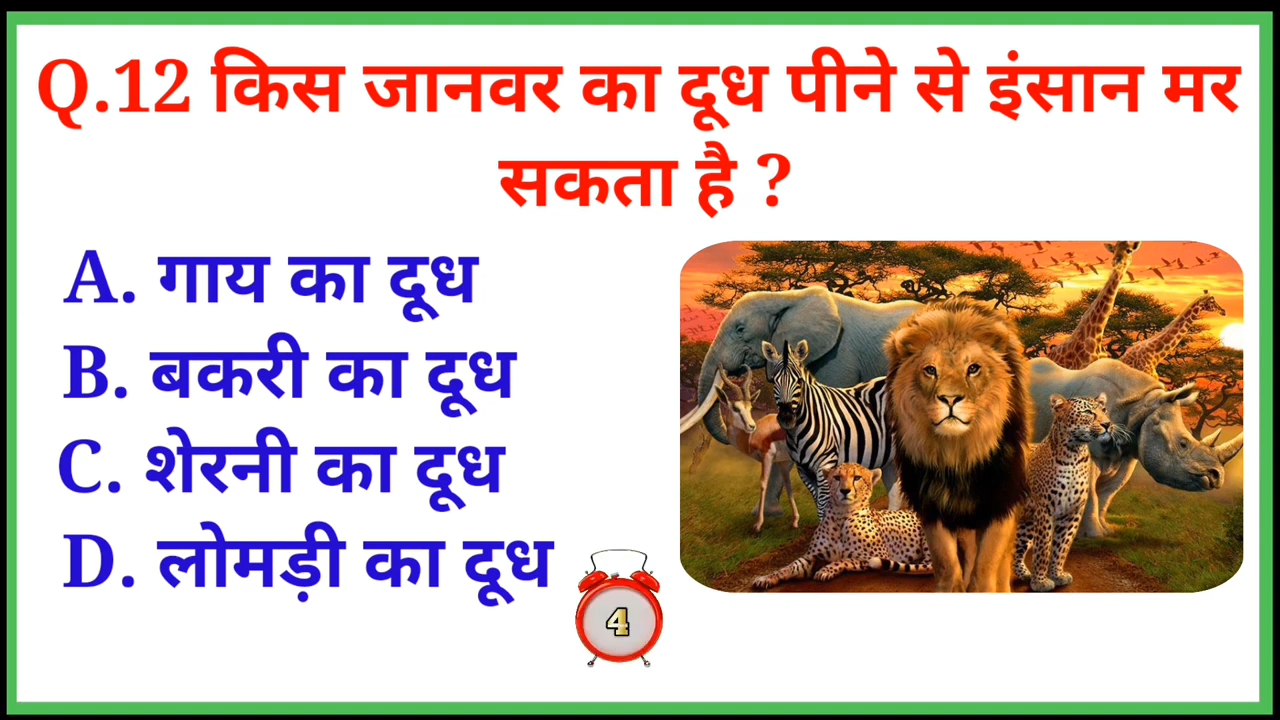 Q.12 किस जानवर का दूध पीने से इंसान मर
सकता है ?
A. गाय का दूध
B. बकरी का दूध
C. शेरनी का दूध
D. लोमड़ी का दूध
4